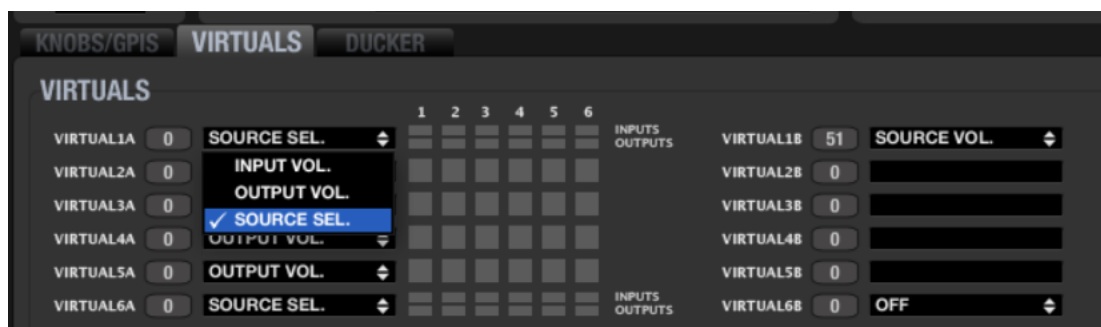 KNOBS/GPIS VIRTUALS DUCKER
VIRTUALS
1 2 3 4 5 6
VIRTUAL1A 0 SOURCE SEL. INPUTS OUTPUTS VIRTUAL1B 51 SOURCE VOL.
INPUT VOL.
VIRTUAL2A 0 VIRTUAL2B 0
OUTPUT VOL.
VIRTUAL3A 0 VIRTUAL3B 0
✓ SOURCE SEL.
VIRTUAL4A 0 OUTPUT VOL. VIRTUAL4B 0
VIRTUAL5A 0 OUTPUT VOL. VIRTUAL5B 0
VIRTUAL6A 0 SOURCE SEL. INPUTS OUTPUTS VIRTUAL6B 0 OFF